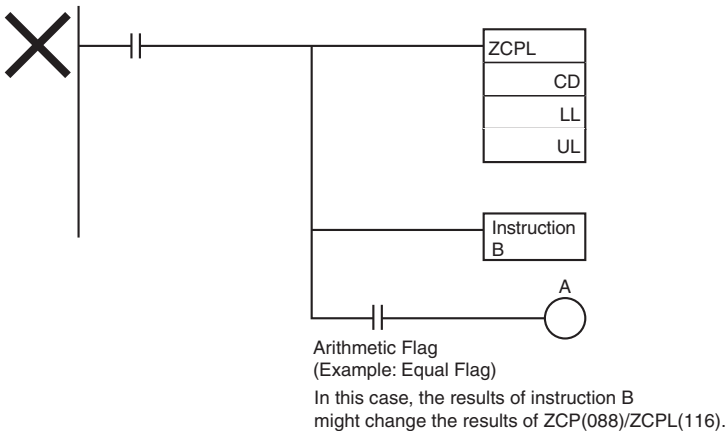 ZCPL
CD
LL
UL
Instruction
B
A
Arithmetic Flag
(Example: Equal Flag)
In this case, the results of instruction B
might change the results of ZCP(088)/ZCPL(116).